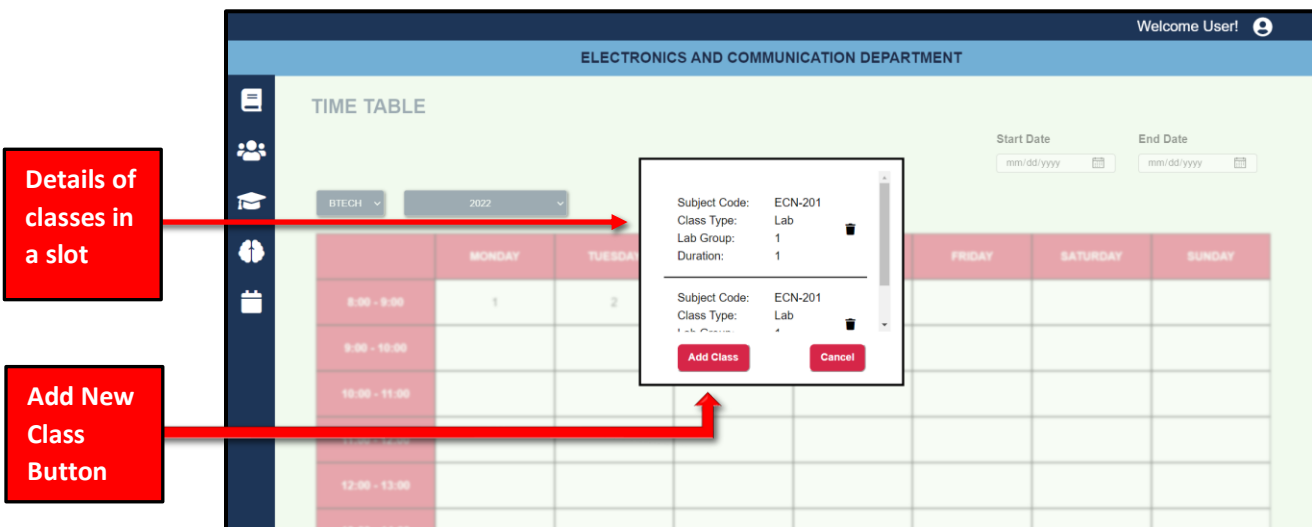 Welcome User!
ELECTRONICS AND COMMUNICATION DEPARTMENT
TIME TABLE
Start Date End Date
mm/dd/yyyy mm/dd/yyyy
Details of
classes in
a slot
BTECH 2022
Subject Code: ECN-201
Class Type: Lab
Lab Group: 1
Duration: 1
MONDAY TUESDAY FRIDAY SATURDAY SUNDAY
8:00 - 9:00 1 2
Subject Code: ECN-201
Class Type: Lab
Lab Group: 1
9:00 - 10:00
Add Class Cancel
10:00 - 11:00
Add New
Class
Button
12:00 - 13:00